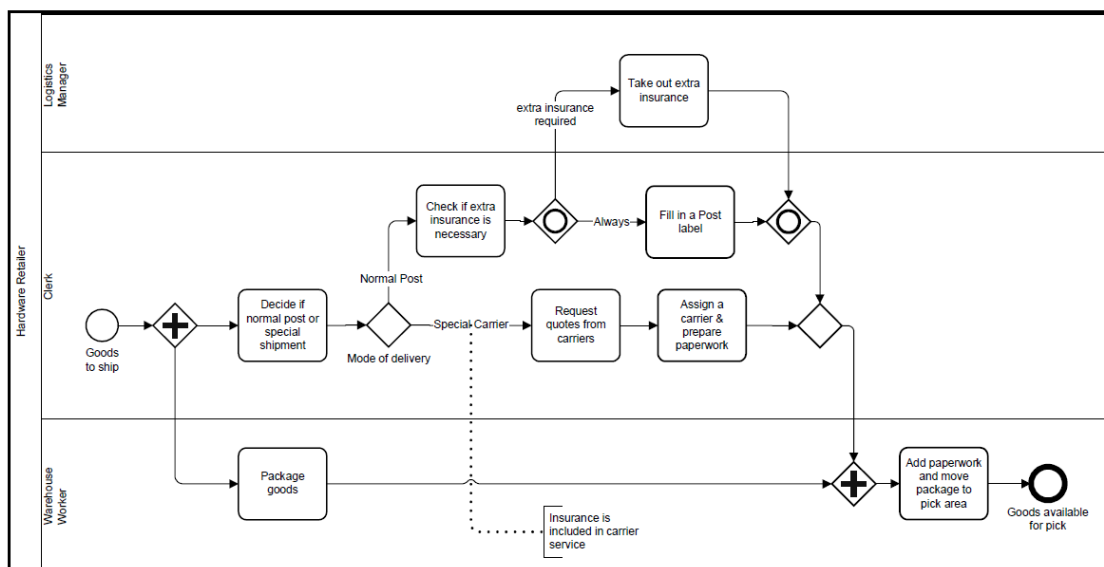 Hardware Retailer
Logistics
Manager
Take out extra
insurance
extra insurance
required
Clerk
Check if extra
insurance is
necessary
Always
Fill in a Post
label
Normal Post
Goods
to ship
Decide if
normal post or
special
shipment
Mode of delivery
Special Carrier
Request
quotes from
carriers
Assign a
carrier &
prepare
paperwork
Warehouse
Worker
Package
goods
Insurance is
included in carrier
service
Add paperwork
and move
package to
pick area
Goods available
for pick